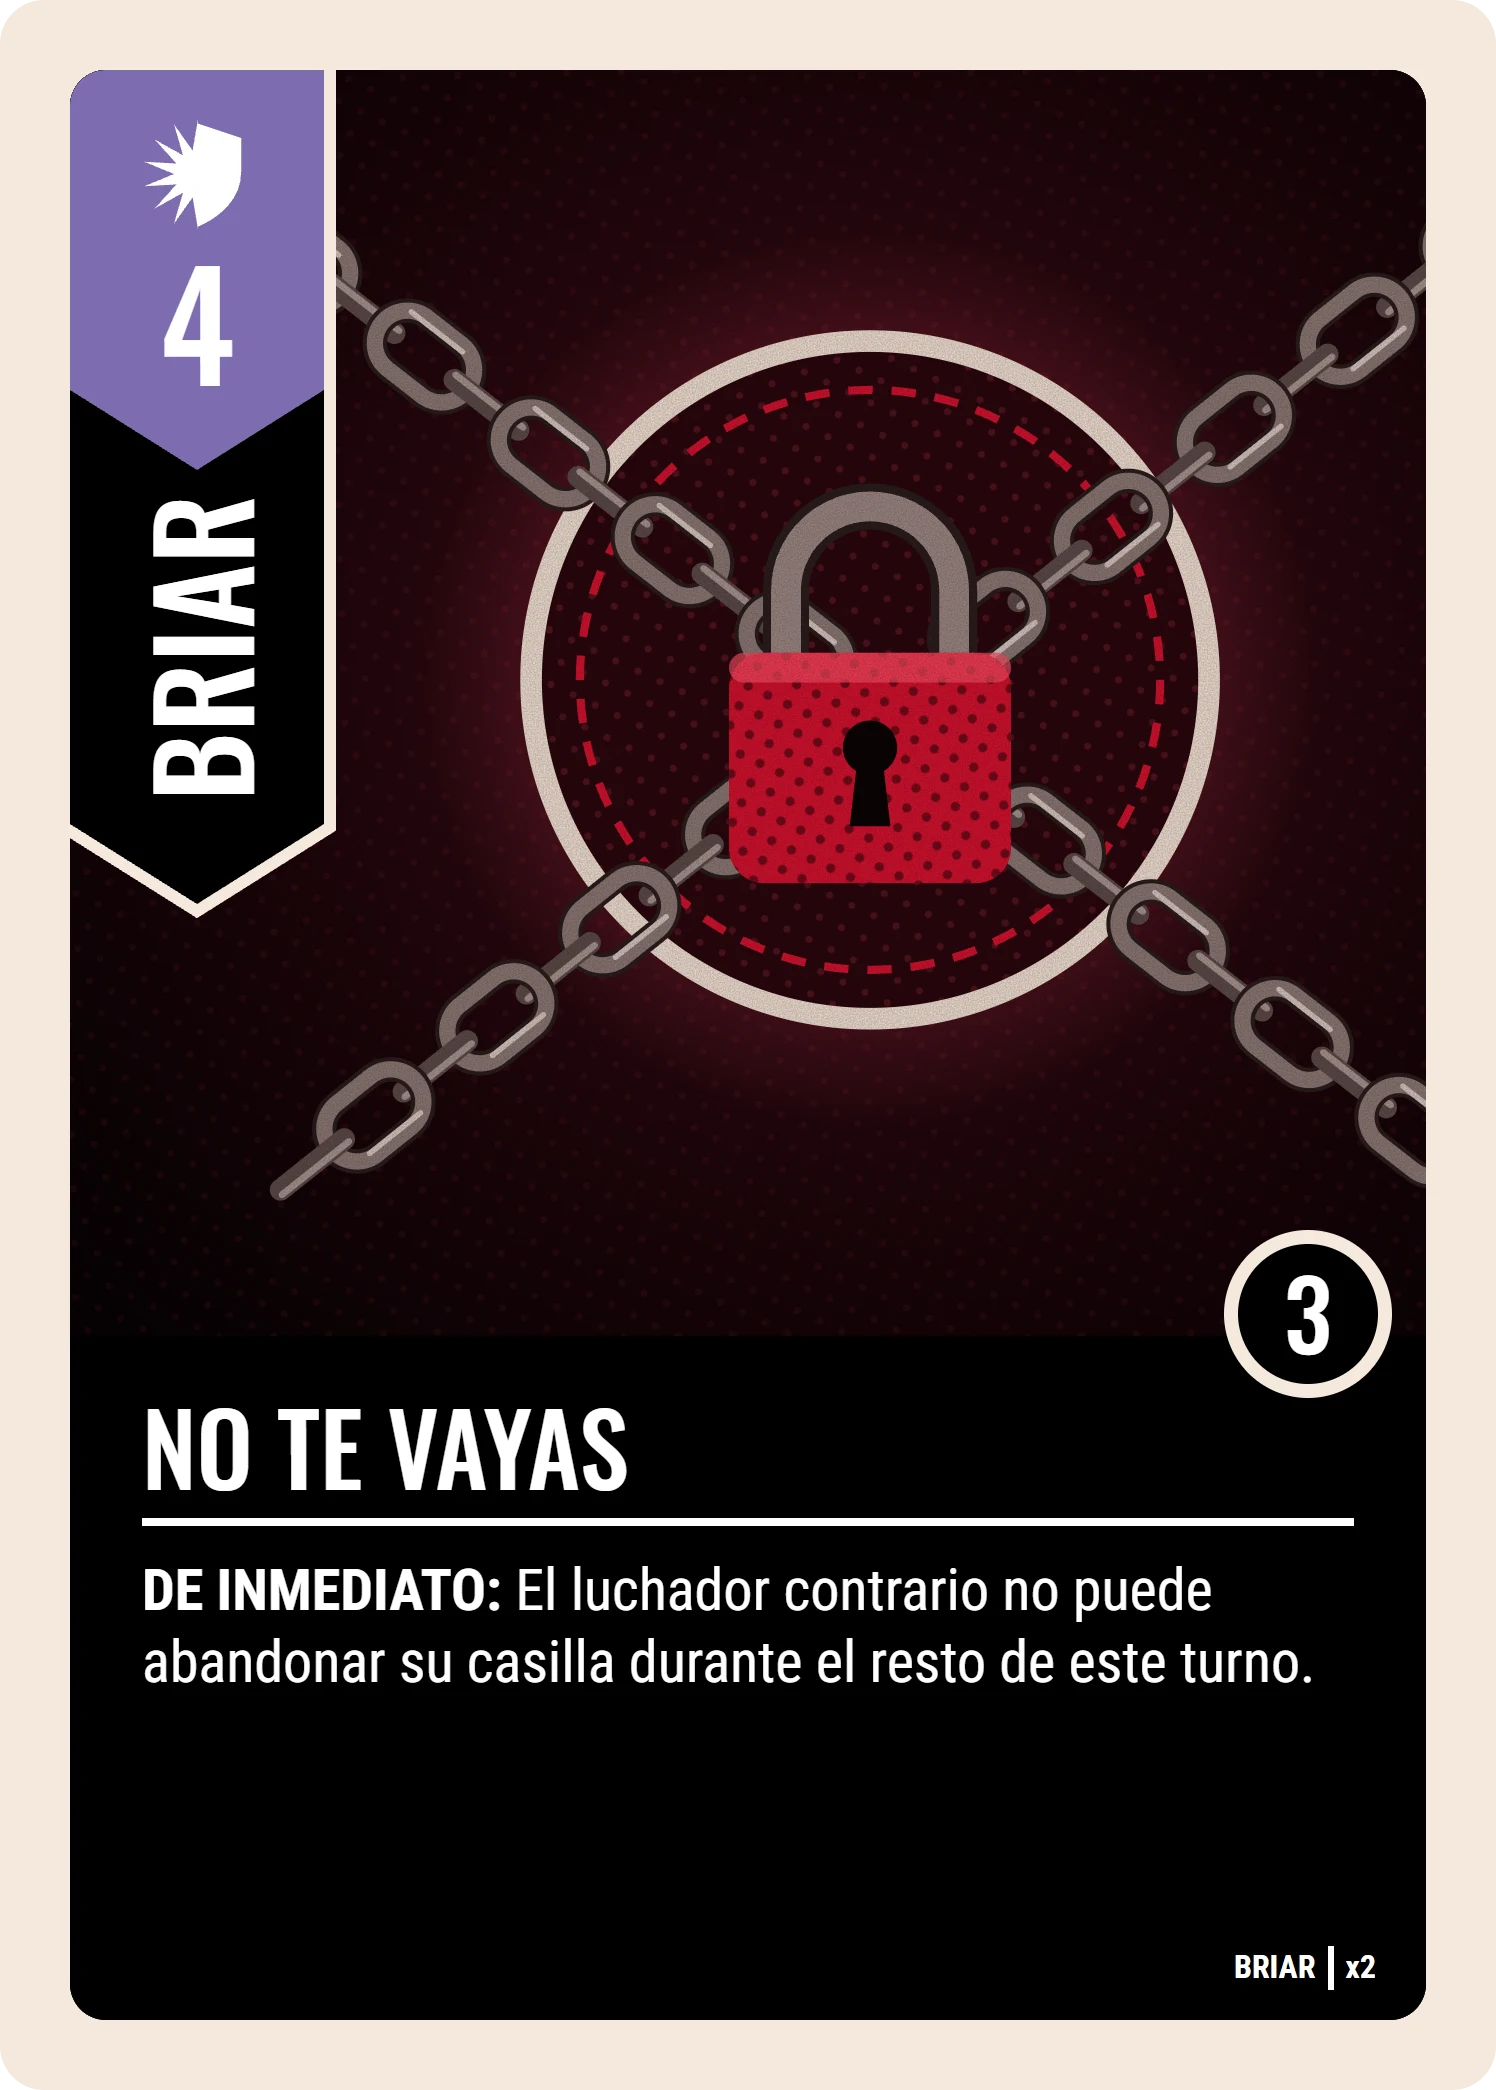 4
BRIAR
3
NO TE VAYAS
DE INMEDIATO: El luchador contrario no puede
abandonar su casilla durante el resto de este turno.
BRIAR | x2